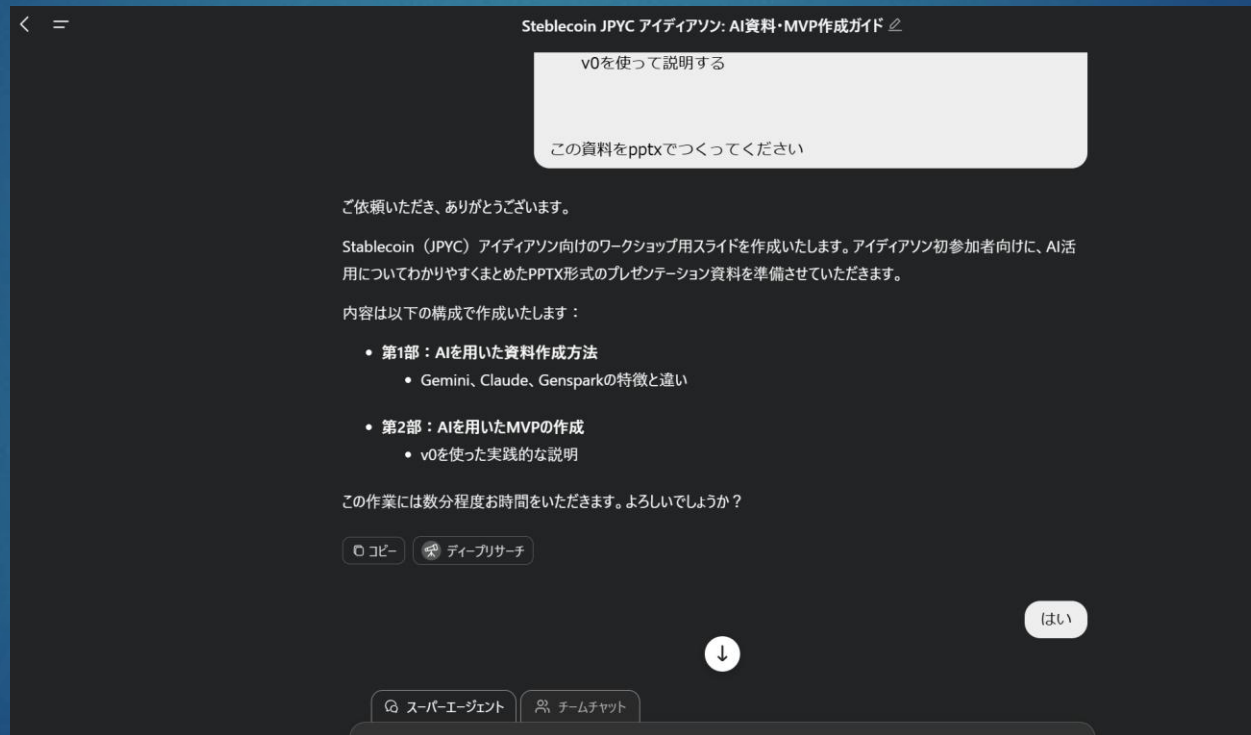 Steblecoin JPYC アイディアソン: AI資料・MVP作成ガイド
v0を使って説明する
この資料をpptxでつくってください
ご依頼いただき、ありがとうございます。
Stablecoin（JPYC）アイディアソン向けのワークショップ用スライドを作成いたします。アイディアソン初参加者向けに、AI活
用についてわかりやすくまとめたPPTX形式のプレゼンテーション資料を準備させていただきます。
内容は以下の構成で作成いたします：
• 第1部：AIを用いた資料作成方法
• Gemini、Claude、Gensparkの特徴と違い
• 第2部：AIを用いたMVPの作成
• v0を使った実践的な説明
この作業には数分程度お時間をいただきます。よろしいでしょうか？
コピー ディープリサーチ
はい
スーパーエージェント チームチャット